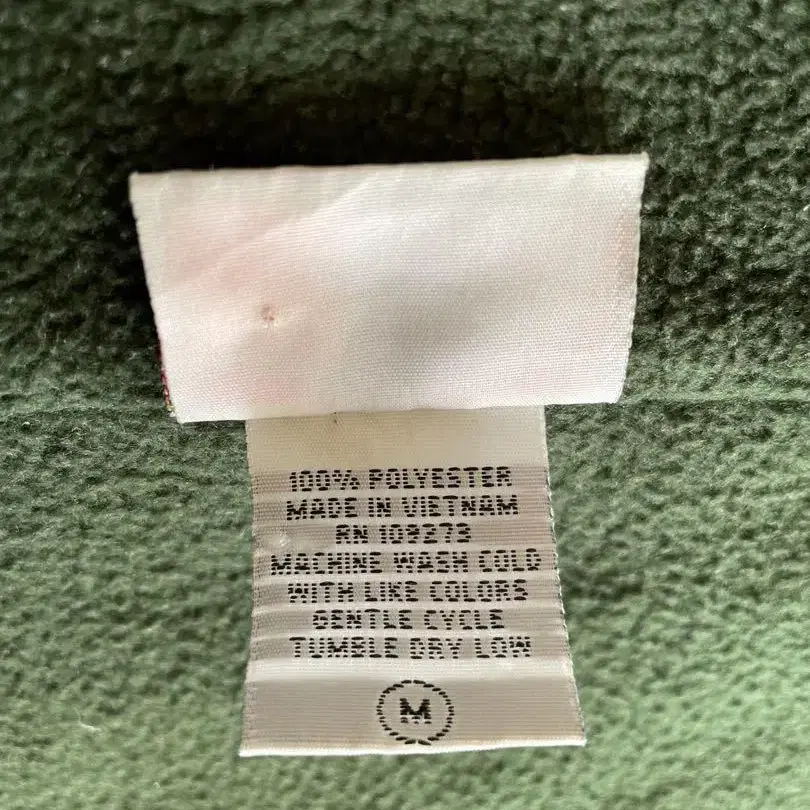 100% POLYESTER
MADE IN VIETNAM
RN 109273
MACHINE WASH COLD
WITH LIKE COLORS
GENTLE CYCLE
TUMBLE DRY LOW
M